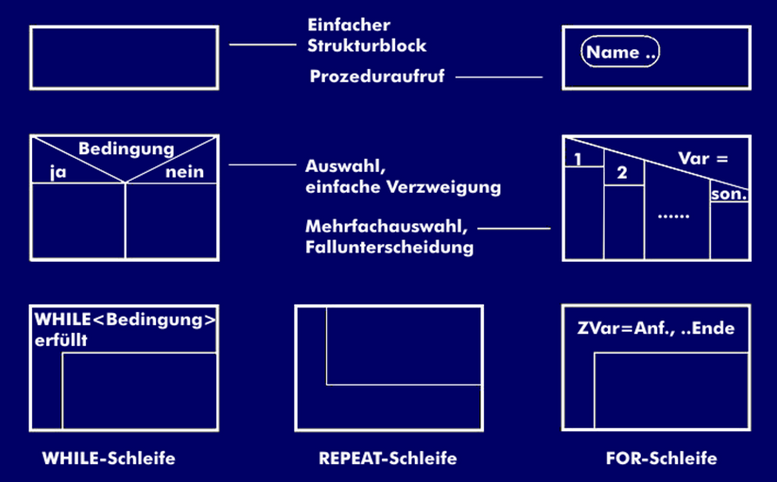 Einfacher
Strukturblock
Prozeduraufruf
Name ..
Bedingung
ja
nein
Auswahl,
einfache Verzweigung
Mehrfachauswahl,
Fallunterscheidung
1
2
Var =
......
son.
WHILE<Bedingung>
erfüllt
ZVar=Anf., ..Ende
WHILE-Schleife
REPEAT-Schleife
FOR-Schleife